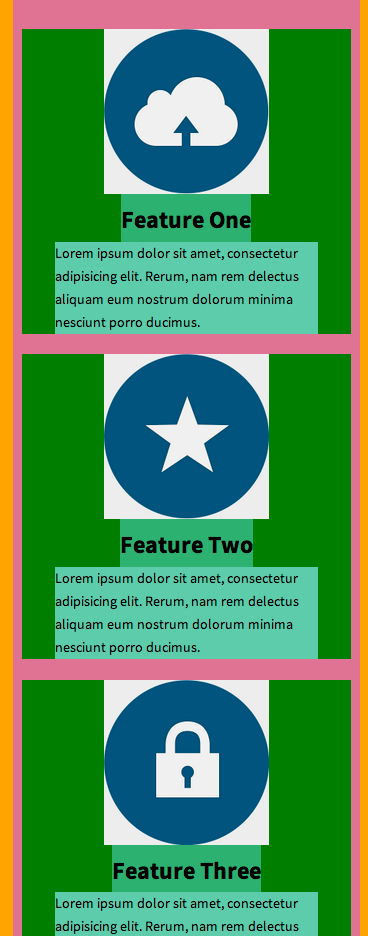 Feature One
Lorem ipsum dolor sit amet, consectetur
adipisicing elit. Rerum, nam rem delectus
aliquam eum nostrum dolorum minima
nesciunt porro ducimus.
Feature Two
Lorem ipsum dolor sit amet, consectetur
adipisicing elit. Rerum, nam rem delectus
aliquam eum nostrum dolorum minima
nesciunt porro ducimus.
Feature Three
Lorem ipsum dolor sit amet, consectetur
adipisicing elit. Rerum, nam rem delectus